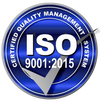 CERTIFIED QUALITY MANAGEMENT SYSTEM
ISO
9001:2015